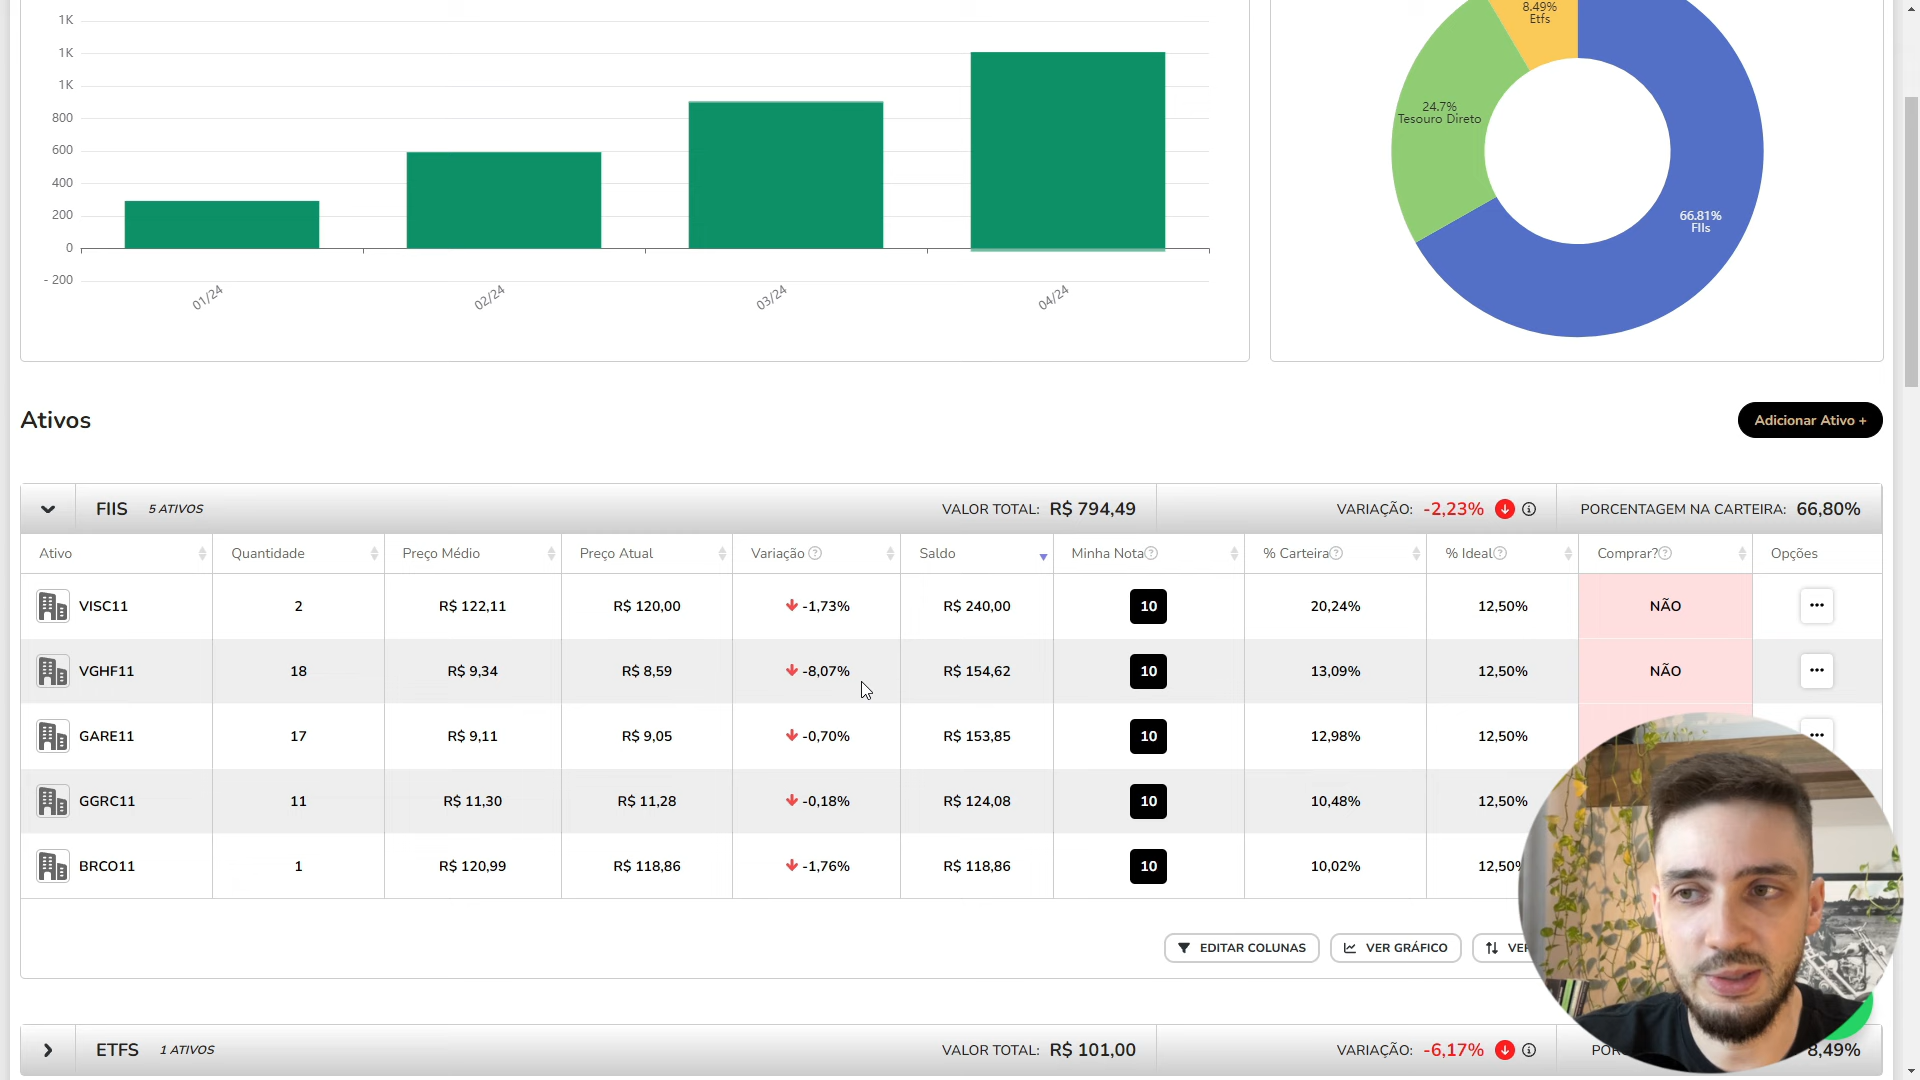 1K
1K
1K
800
600
400
200
0
- 200
01/24
02/24
03/24
04/24
8.49%
Etfs
24.7%
Tesouro Direto
66.81%
FIIs
Ativos
Adicionar Ativo +
FIIS 5 ATIVOS VALOR TOTAL: R$ 794,49 VARIAÇÃO: -2,23% PORCENTAGEM NA CARTEIRA: 66,80%
Ativo Quantidade Preço Médio Preço Atual Variação Saldo Minha Nota % Carteira % Ideal Comprar? Opções
VISC11 2 R$ 122,11 R$ 120,00 -1,73% R$ 240,00 10 20,24% 12,50% NÃO
VGHF11 18 R$ 9,34 R$ 8,59 -8,07% R$ 154,62 10 13,09% 12,50% NÃO
GARE11 17 R$ 9,11 R$ 9,05 -0,70% R$ 153,85 10 12,98% 12,50%
GGRC11 11 R$ 11,30 R$ 11,28 -0,18% R$ 124,08 10 10,48% 12,50%
BRCO11 1 R$ 120,99 R$ 118,86 -1,76% R$ 118,86 10 10,02% 12,50%
EDITAR COLUNAS VER GRÁFICO VER
ETFS 1 ATIVOS VALOR TOTAL: R$ 101,00 VARIAÇÃO: -6,17% 8,49%